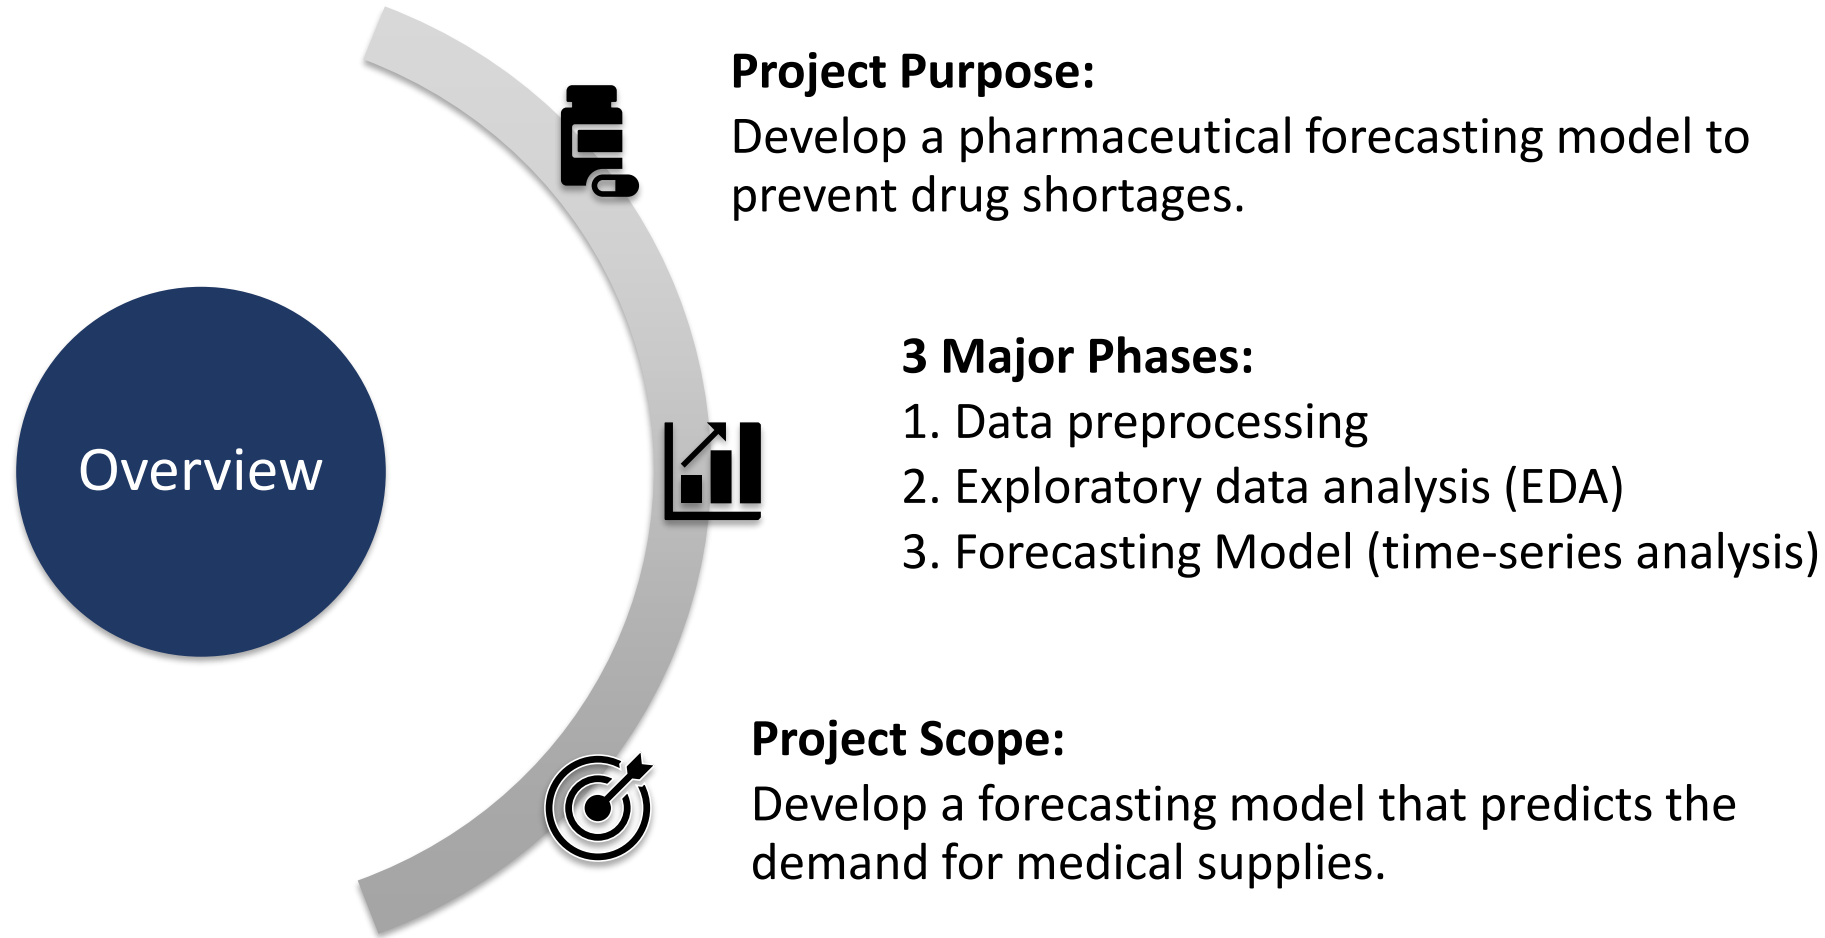 Overview
Project Purpose:
Develop a pharmaceutical forecasting model to
prevent drug shortages.
3 Major Phases:
1. Data preprocessing
2. Exploratory data analysis (EDA)
3. Forecasting Model (time-series analysis)
Project Scope:
Develop a forecasting model that predicts the
demand for medical supplies.